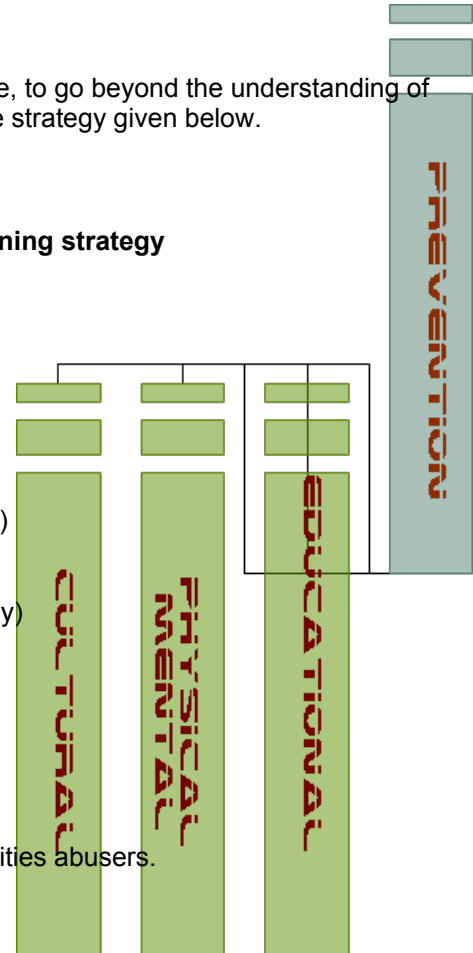 e, to go beyond the understanding of
e strategy given below.
PREVENTION
ning strategy
)
y)
CULTURAL
PHYSICAL
MENTAL
EDUCATIONAL
ities abusers.